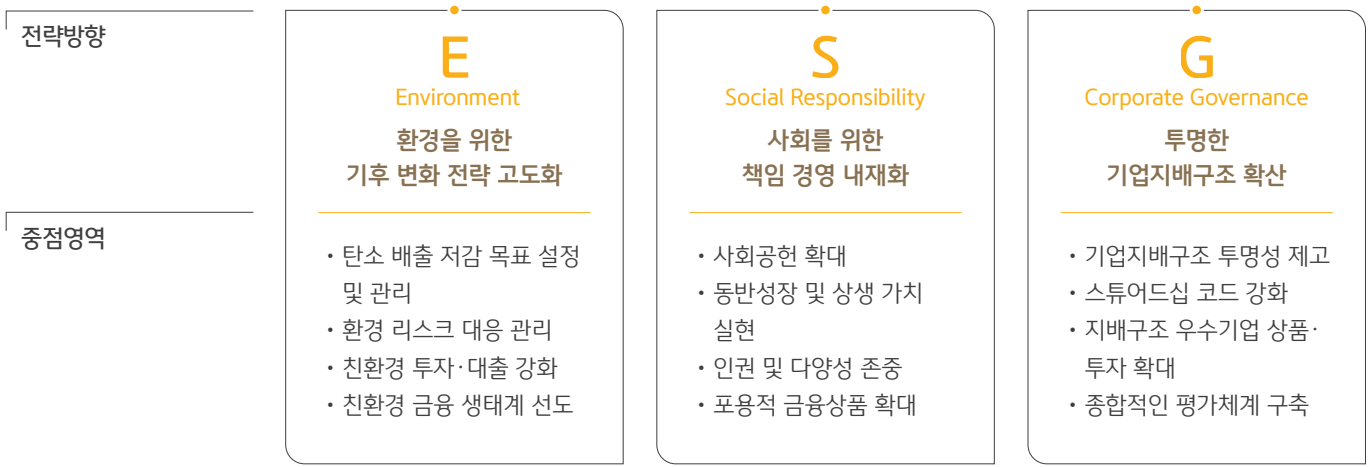 전략방향
E
Environment
환경을 위한
기후 변화 전략 고도화
S
Social Responsibility
사회를 위한
책임 경영 내재화
G
Corporate Governance
투명한
기업지배구조 확산
중점영역
• 탄소 배출 저감 목표 설정
및 관리
• 환경 리스크 대응 관리
• 친환경 투자·대출 강화
• 친환경 금융 생태계 선도
• 사회공헌 확대
• 동반성장 및 상생 가치
실현
• 인권 및 다양성 존중
• 포용적 금융상품 확대
• 기업지배구조 투명성 제고
• 스튜어드십 코드 강화
• 지배구조 우수기업 상품·
투자 확대
• 종합적인 평가체계 구축